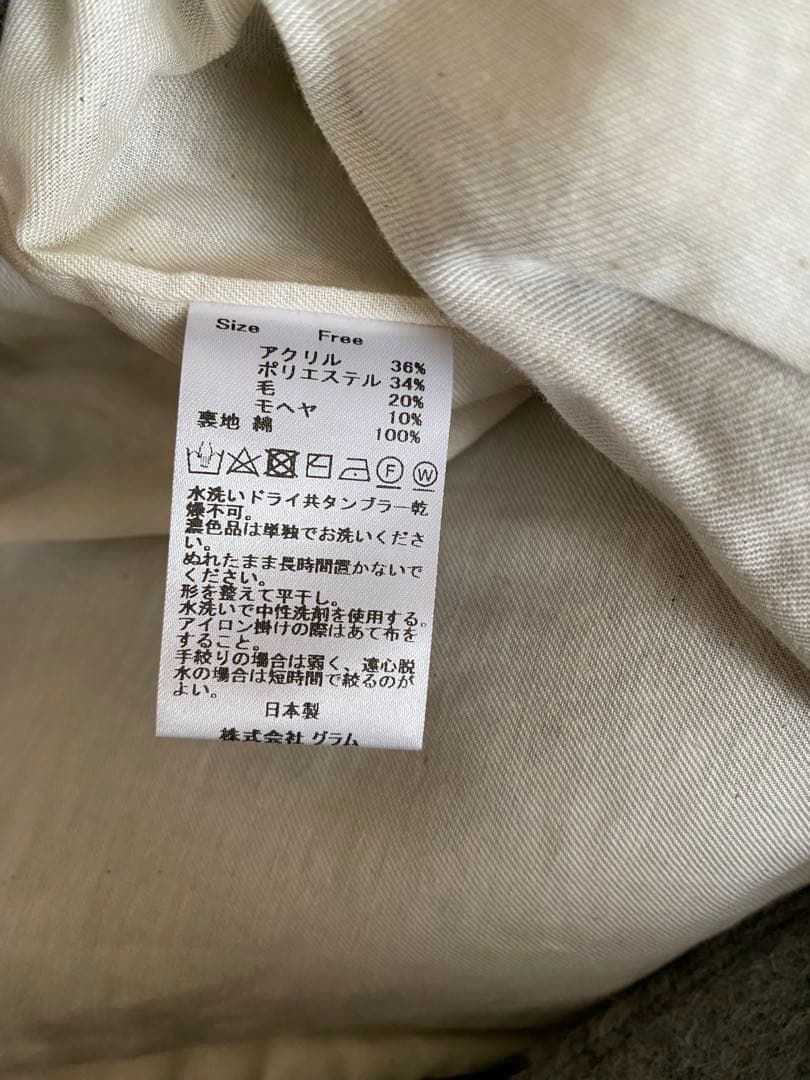 Size Free
アクリル 36%
ポリエステル 34%
毛 20%
モヘヤ 10%
裏地 綿 100%
F W
水洗いドライ共タンブラー乾
燥不可。
濃色品は単独でお洗いくださ
い。
ぬれたまま長時間置かないで
ください。
形を整えて平干し。
水洗いで中性洗剤を使用する。
アイロン掛けの際はあて布を
すること。
手絞りの場合は弱く、遠心脱
水の場合は短時間で絞るのが
よい。
日本製
株式会社 グラム